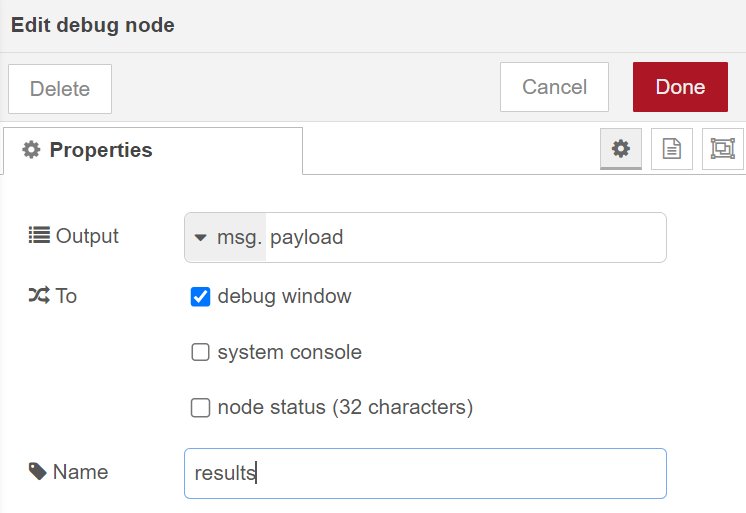 Edit debug node
Delete
Cancel
Done
Properties
Output
msg. payload
To
debug window
system console
node status (32 characters)
Name
results